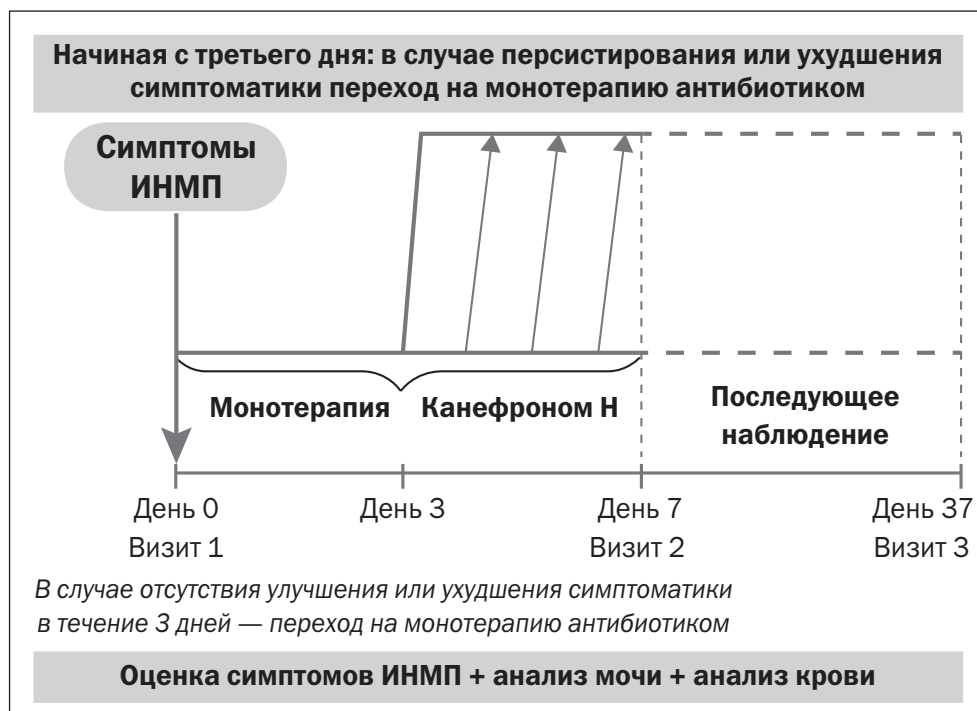 Начиная с третьего дня: в случае персистирования или ухудшения
симптоматики переход на монотерапию антибиотиком
Симптомы
ИНМП
Монотерапия Канефроном Н
Последующее
наблюдение
День 0 День 3 День 7 День 37
Визит 1 Визит 2 Визит 3
В случае отсутствия улучшения или ухудшения симптоматики
в течение 3 дней — переход на монотерапию антибиотиком
Оценка симптомов ИНМП + анализ мочи + анализ крови